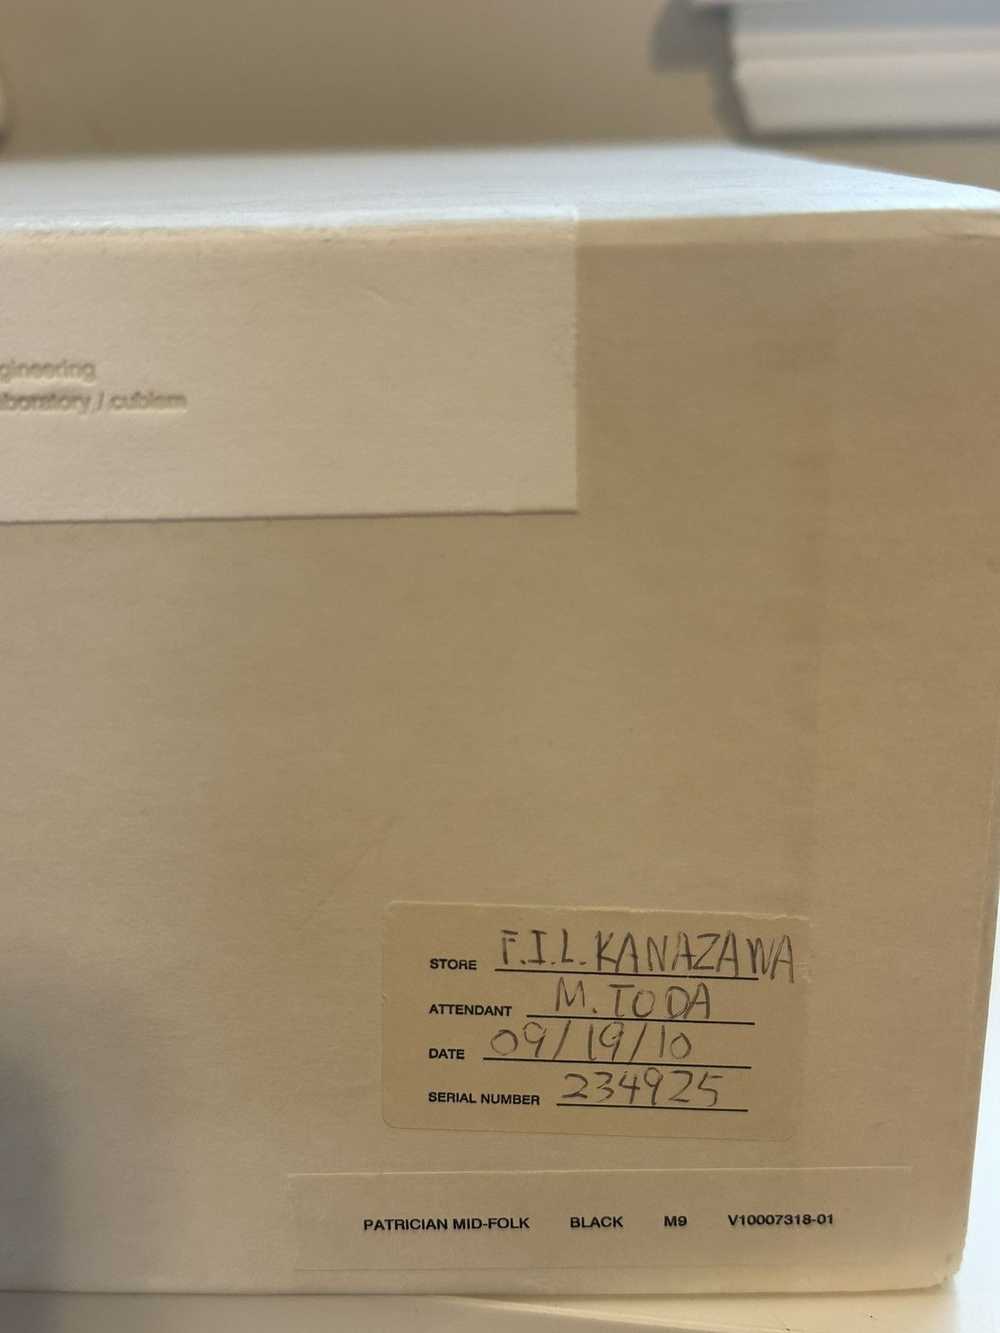 gineering
aboratory / cubism
STORE F.I.L. KANAZAWA
ATTENDANT M. TODA
DATE 09/19/10
SERIAL NUMBER 234925
PATRICIAN MID-FOLK BLACK M9 V10007318-01